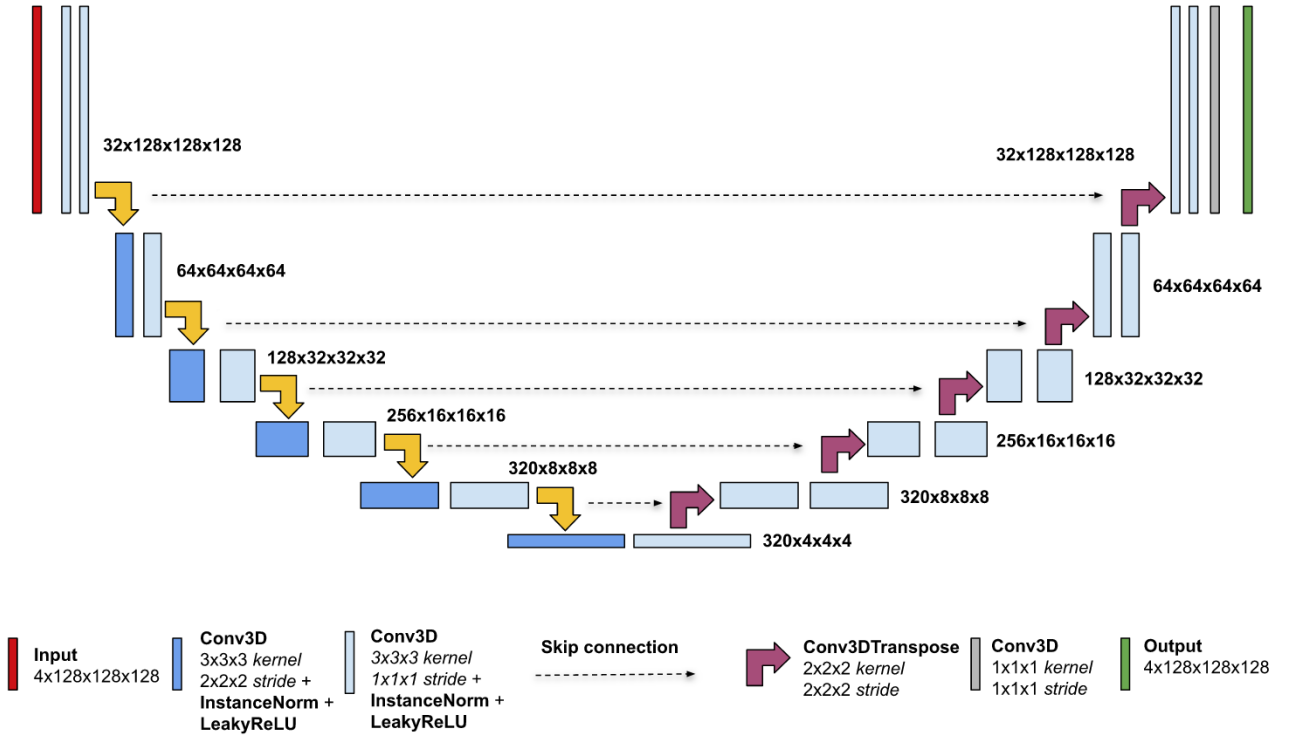 32x128x128x128
32x128x128x128
64x64x64x64
64x64x64x64
128x32x32x32
128x32x32x32
256x16x16x16
256x16x16x16
320x8x8x8
320x8x8x8
320x4x4x4
Input
4x128x128x128
Conv3D
3x3x3 kernel
2x2x2 stride +
InstanceNorm +
LeakyReLU
Conv3D
3x3x3 kernel
1x1x1 stride +
InstanceNorm +
LeakyReLU
Skip connection
Conv3DTranspose
2x2x2 kernel
2x2x2 stride
Conv3D
1x1x1 kernel
1x1x1 stride
Output
4x128x128x128